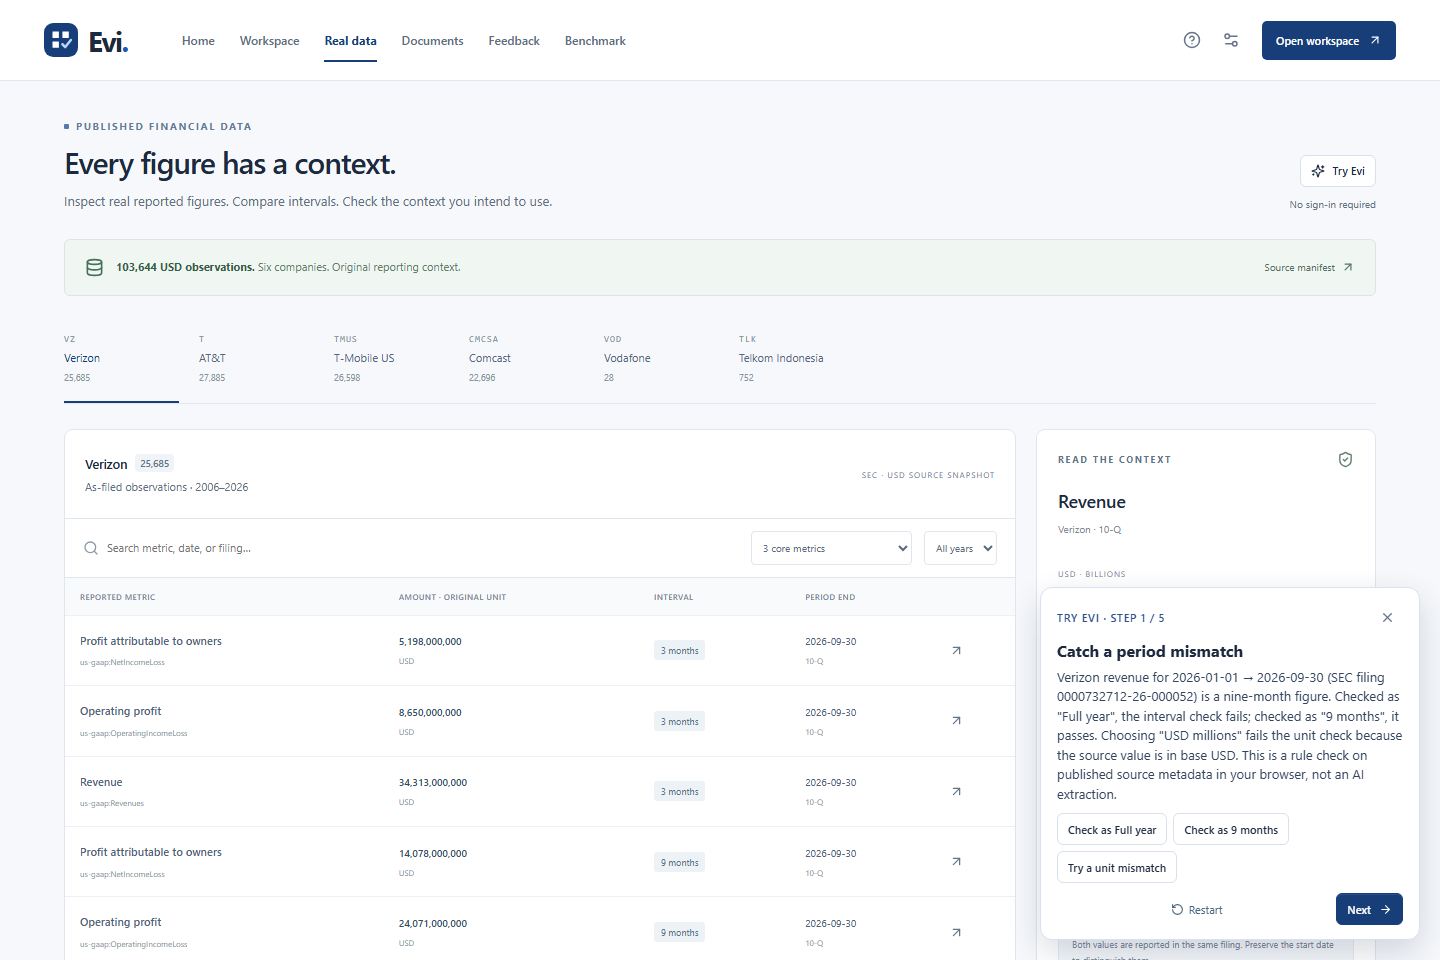 Evi.
Home
Workspace
Real data
Documents
Feedback
Benchmark
Open workspace
PUBLISHED FINANCIAL DATA
Every figure has a context.
Inspect real reported figures. Compare intervals. Check the context you intend to use.
Try Evi
No sign-in required
103,644 USD observations. Six companies. Original reporting context.
Source manifest
VZ
Verizon
25,685
T
AT&T
27,885
TMUS
T-Mobile US
26,598
CMCSA
Comcast
22,696
VOD
Vodafone
28
TLK
Telkom Indonesia
752
Verizon 25,685
As-filed observations · 2006–2026
SEC · USD SOURCE SNAPSHOT
Search metric, date, or filing...
3 core metrics
All years
REPORTED METRIC
AMOUNT · ORIGINAL UNIT
INTERVAL
PERIOD END
Profit attributable to owners
us-gaap:NetIncomeLoss
5,198,000,000
USD
3 months
2026-09-30
10-Q
Operating profit
us-gaap:OperatingIncomeLoss
8,650,000,000
USD
3 months
2026-09-30
10-Q
Revenue
us-gaap:Revenues
34,313,000,000
USD
3 months
2026-09-30
10-Q
Profit attributable to owners
us-gaap:NetIncomeLoss
14,078,000,000
USD
9 months
2026-09-30
10-Q
Operating profit
us-gaap:OperatingIncomeLoss
24,071,000,000
USD
9 months
2026-09-30
10-Q
READ THE CONTEXT
Revenue
Verizon · 10-Q
USD · BILLIONS
TRY EVI · STEP 1 / 5
Catch a period mismatch
Verizon revenue for 2026-01-01 → 2026-09-30 (SEC filing
0000732712-26-000052) is a nine-month figure. Checked as
"Full year", the interval check fails; checked as "9 months", it
passes. Choosing "USD millions" fails the unit check because
the source value is in base USD. This is a rule check on
published source metadata in your browser, not an AI
extraction.
Check as Full year
Check as 9 months
Try a unit mismatch
Restart
Next
Both values are reported in the same filing. Preserve the start date
to distinguish them.